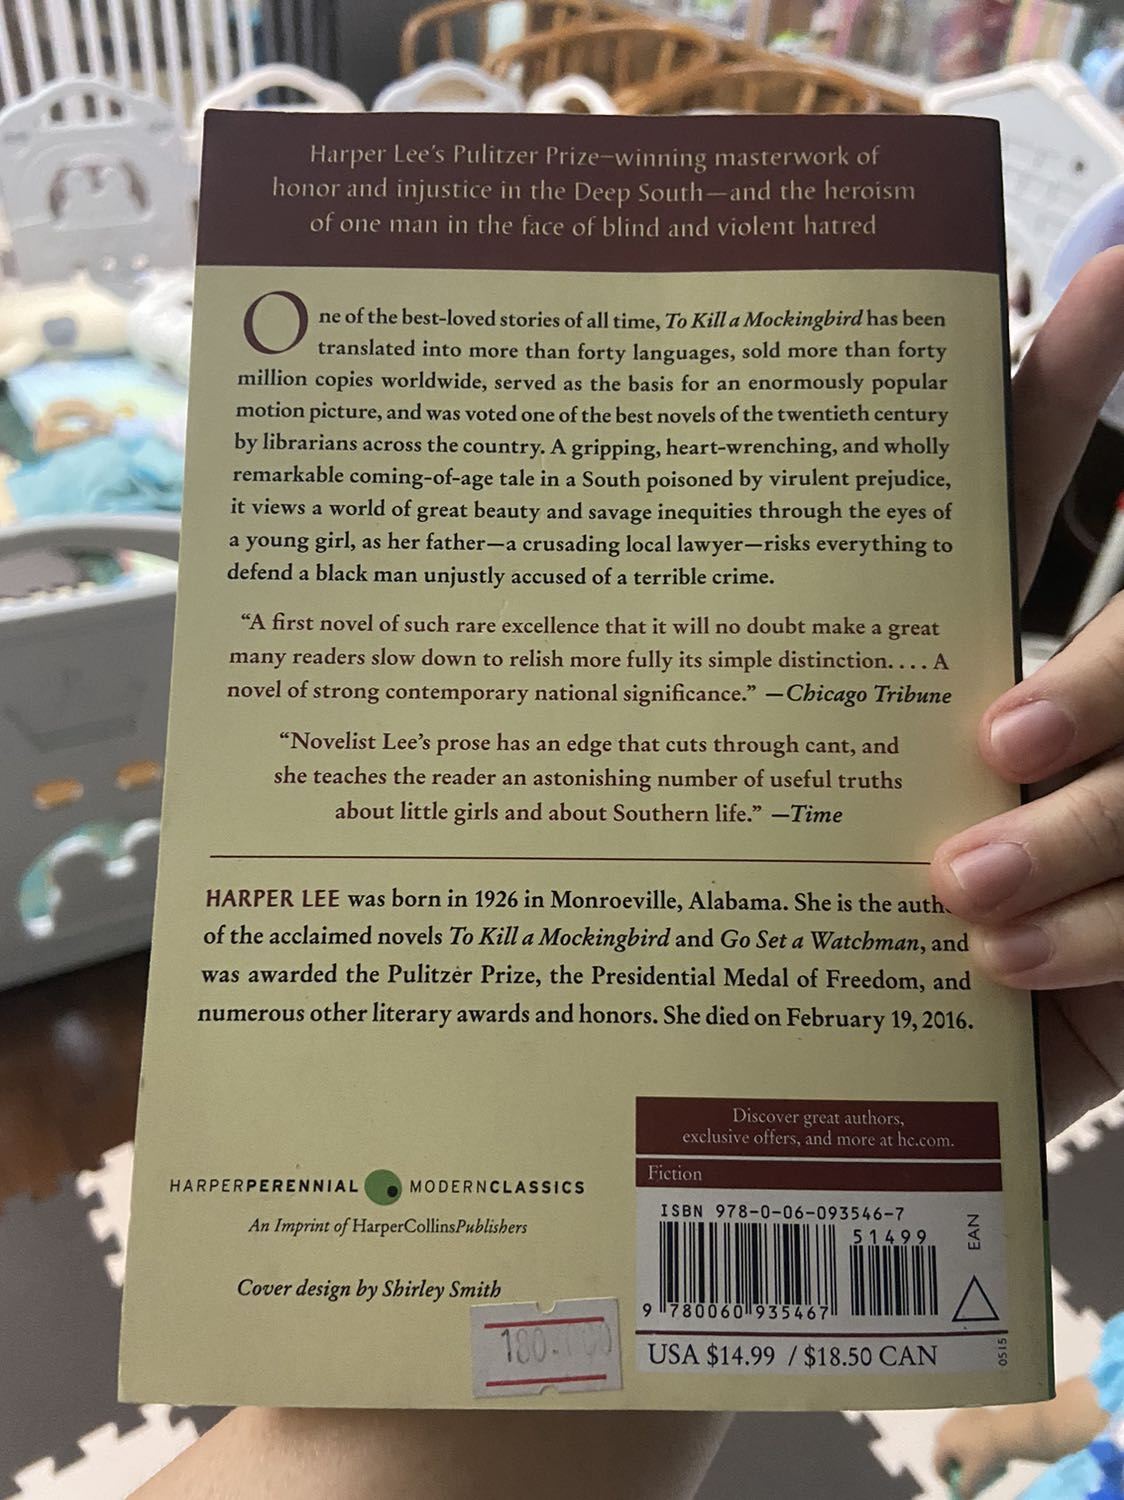 Harper Lee's Pulitzer Prize–winning masterwork of
honor and injustice in the Deep South—and the heroism
of one man in the face of blind and violent hatred
One of the best-loved stories of all time, To Kill a Mockingbird has been
translated into more than forty languages, sold more than forty
million copies worldwide, served as the basis for an enormously popular
motion picture, and was voted one of the best novels of the twentieth century
by librarians across the country. A gripping, heart-wrenching, and wholly
remarkable coming-of-age tale in a South poisoned by virulent prejudice,
it views a world of great beauty and savage inequities through the eyes of
a young girl, as her father—a crusading local lawyer—risks everything to
defend a black man unjustly accused of a terrible crime.
“A first novel of such rare excellence that it will no doubt make a great
many readers slow down to relish more fully its simple distinction. . . . A
novel of strong contemporary national significance.” —Chicago Tribune
“Novelist Lee's prose has an edge that cuts through cant, and
she teaches the reader an astonishing number of useful truths
about little girls and about Southern life.” —Time
HARPER LEE was born in 1926 in Monroeville, Alabama. She is the
of the acclaimed novels To Kill a Mockingbird and Go Set a Watchman, and
was awarded the Pulitzer Prize, the Presidential Medal of Freedom, and
numerous other literary awards and honors. She died on February 19, 2016.
Discover great authors,
exclusive offers, and more at hc.com.
Fiction
HARPERPERENNIAL MODERNCLASSICS
An Imprint of HarperCollinsPublishers
Cover design by Shirley Smith
ISBN 978-0-06-093546-7
51499
EAN
9 780060 935467
USA $14.99 / $18.50 CAN
0515